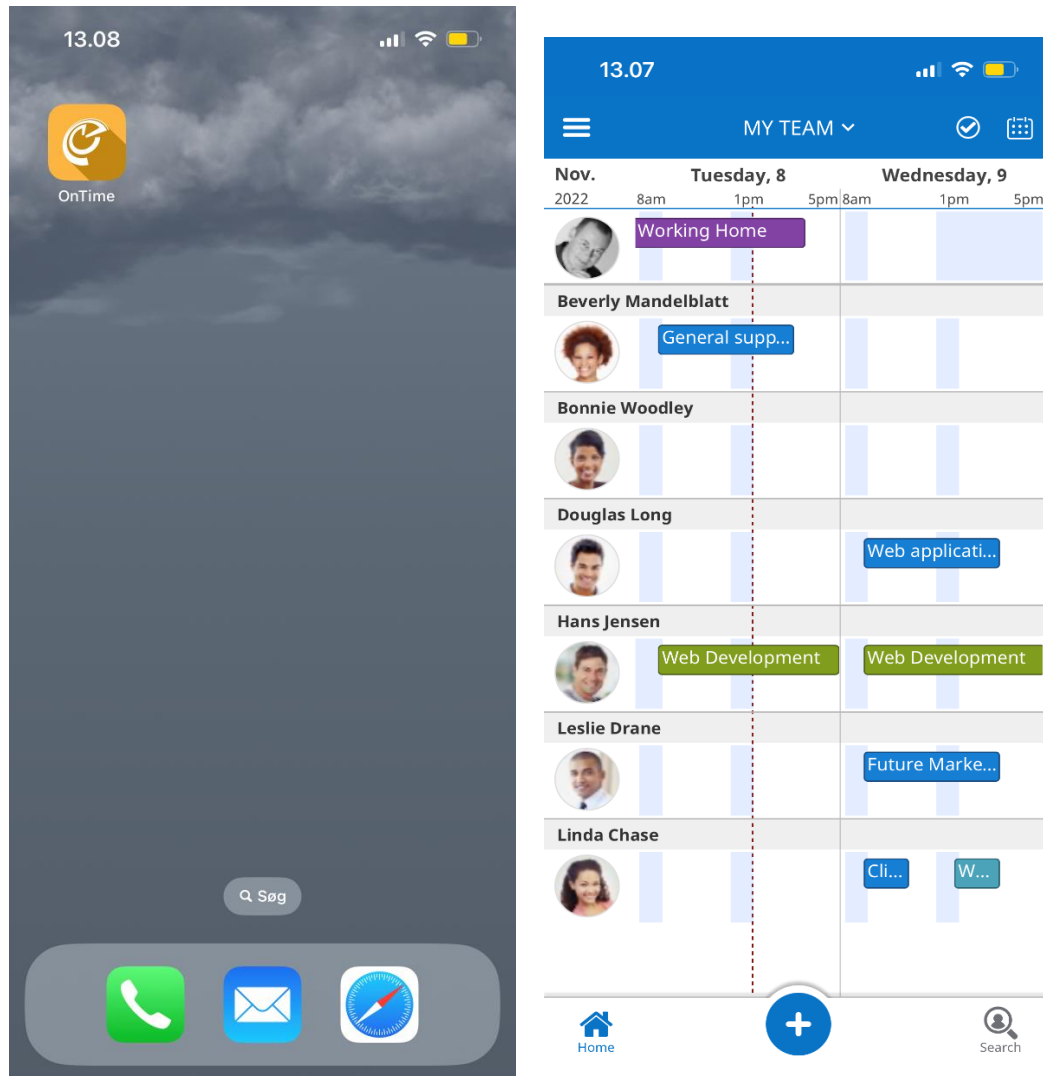 13.08
OnTime
Søg
13.07
MY TEAM
Nov. Tuesday, 8 Wednesday, 9
2022 8am 1pm 5pm 8am 1pm 5pm
Working Home
Beverly Mandelblatt
General supp...
Bonnie Woodley
Douglas Long
Web applicati...
Hans Jensen
Web Development Web Development
Leslie Drane
Future Marke...
Linda Chase
Cli... W...
Home Search